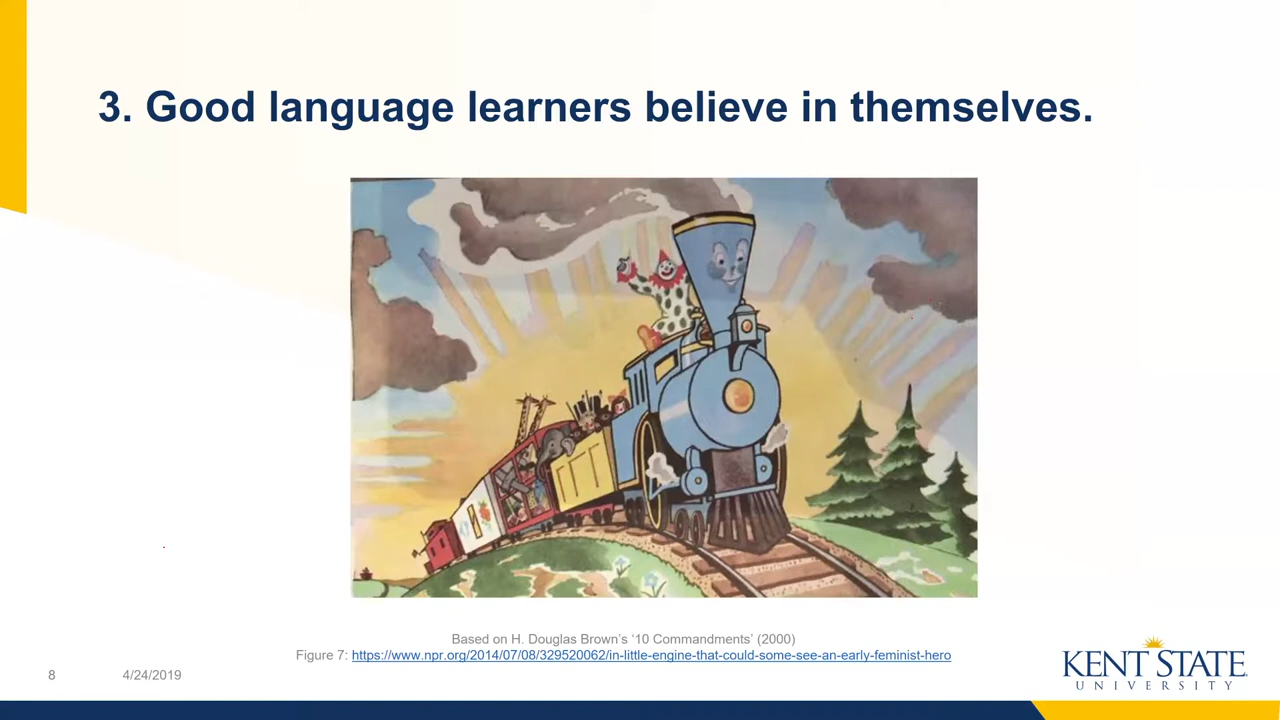 3. Good language learners believe in themselves.
Based on H. Douglas Brown's ‘10 Commandments’ (2000)
Figure 7: https://www.npr.org/2014/07/08/329520062/in-little-engine-that-could-some-see-an-early-feminist-hero
8 4/24/2019
KENT STATE
UNIVERSITY